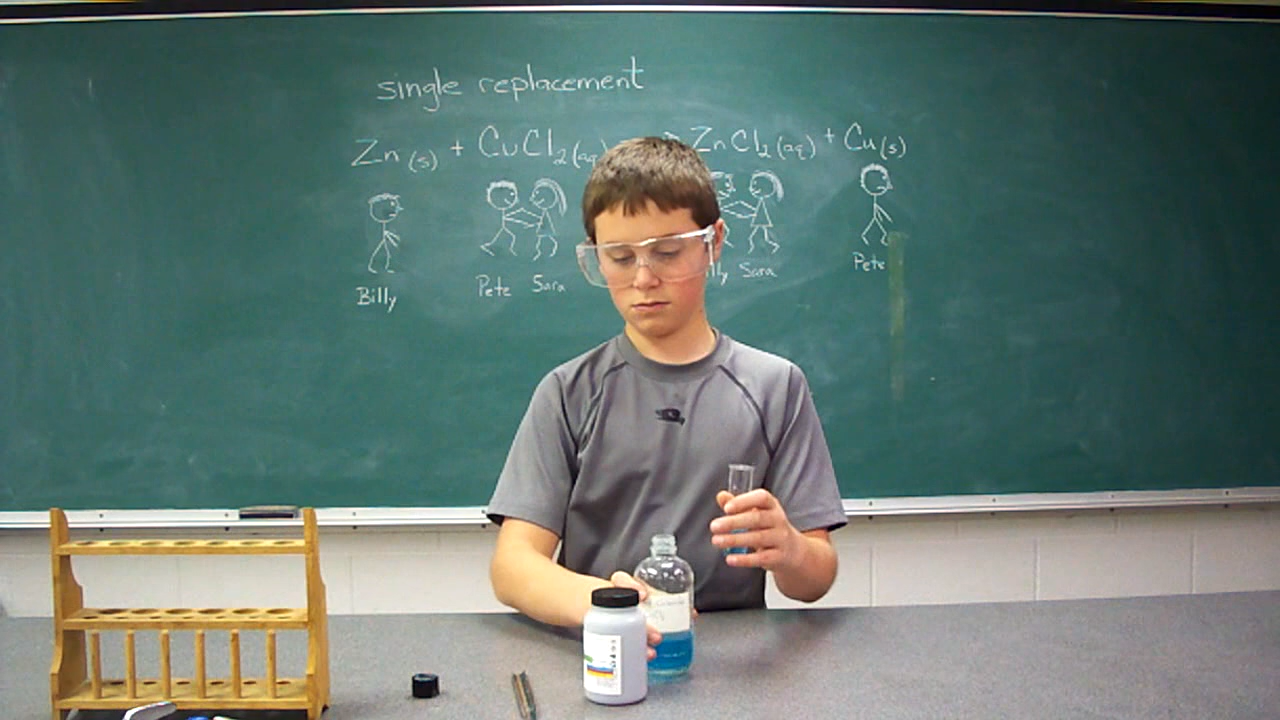 single replacement
Zn (s) + CuCl2 (aq) → ZnCl2 (aq) + Cu (s)
Billy Pete Sara Sara Pete